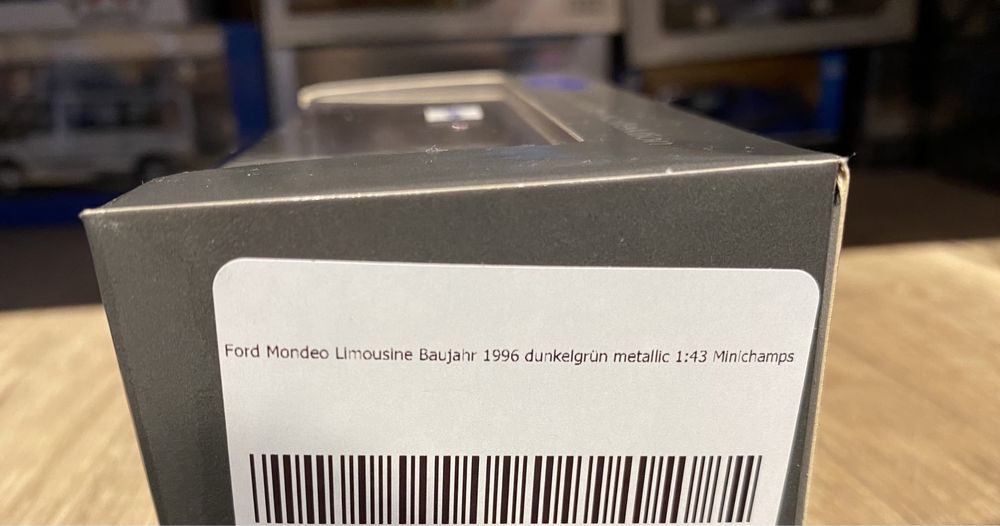 Ford Mondeo Limousine Baujahr 1996 dunkelgrün metallic 1:43 Minichamps